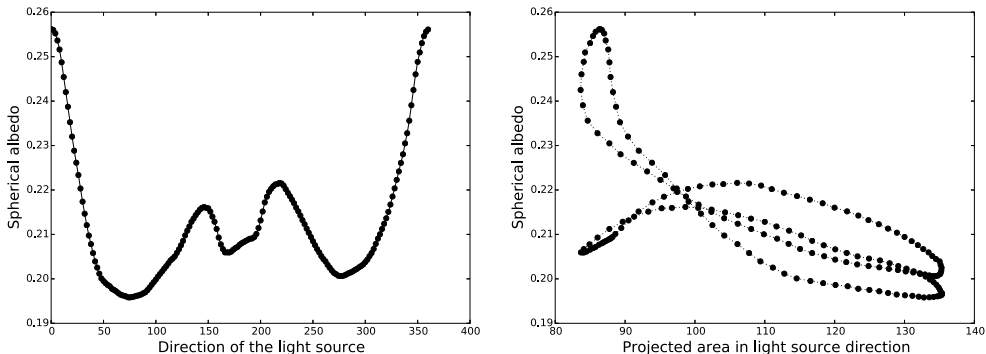 0.26
0.25
0.24
0.23
0.22
0.21
0.20
0.19
Spherical albedo
0 50 100 150 200 250 300 350 400
Direction of the light source
0.26
0.25
0.24
0.23
0.22
0.21
0.20
0.19
Spherical albedo
80 90 100 110 120 130 140
Projected area in light source direction